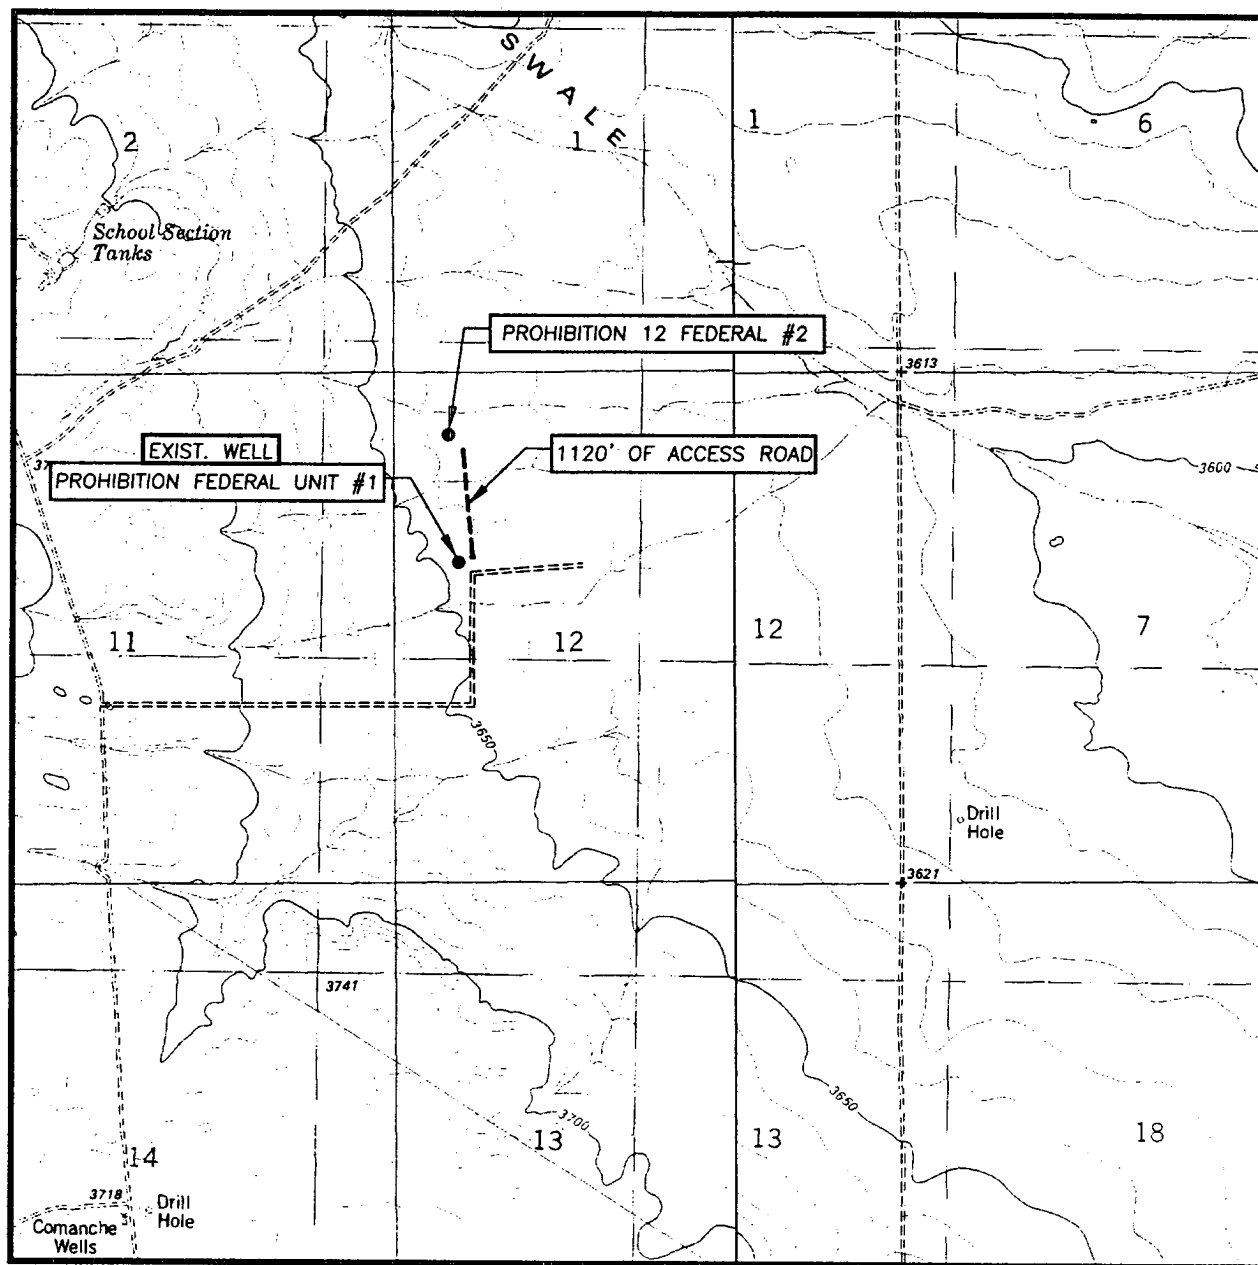 SWALE
2
1
1
6
School Section
Tanks
PROHIBITION 12 FEDERAL #2
3613
EXIST. WELL
1120' OF ACCESS ROAD
3600
PROHIBITION FEDERAL UNIT #1
11
12
12
7
3650
Drill
Hole
3621
3741
3650
3700
13
13
18
14
3718
Drill
Hole
Comanche
Wells